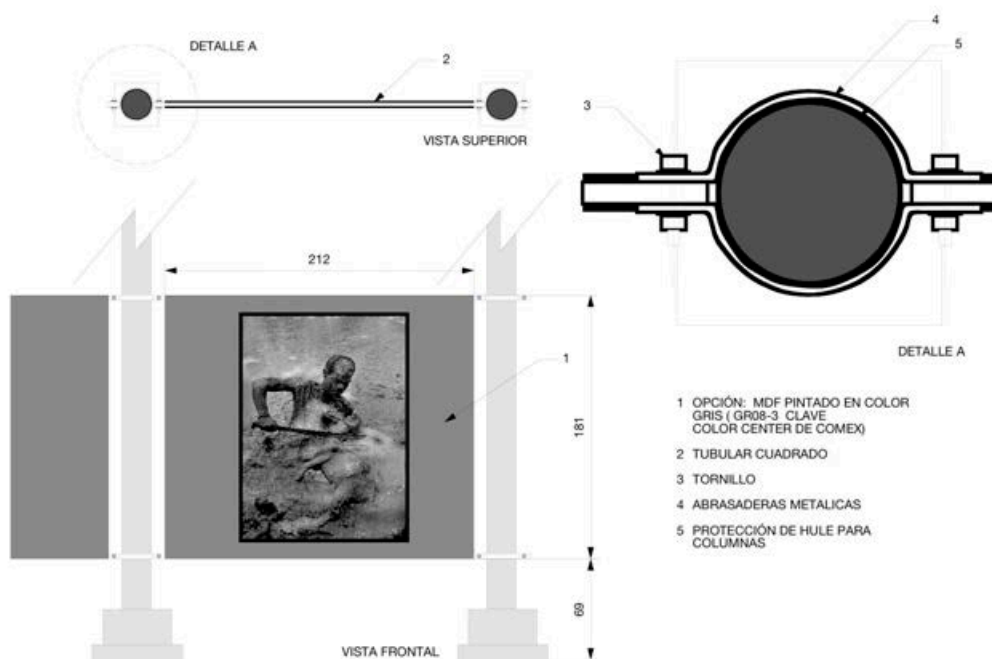 DETALLE A
2
VISTA SUPERIOR
4
5
3
DETALLE A
212
1
181
69
VISTA FRONTAL
1 OPCIÓN: MDF PINTADO EN COLOR
GRIS ( GR08-3 CLAVE
COLOR CENTER DE COMEX)
2 TUBULAR CUADRADO
3 TORNILLO
4 ABRASADERAS METALICAS
5 PROTECCIÓN DE HULE PARA
COLUMNAS